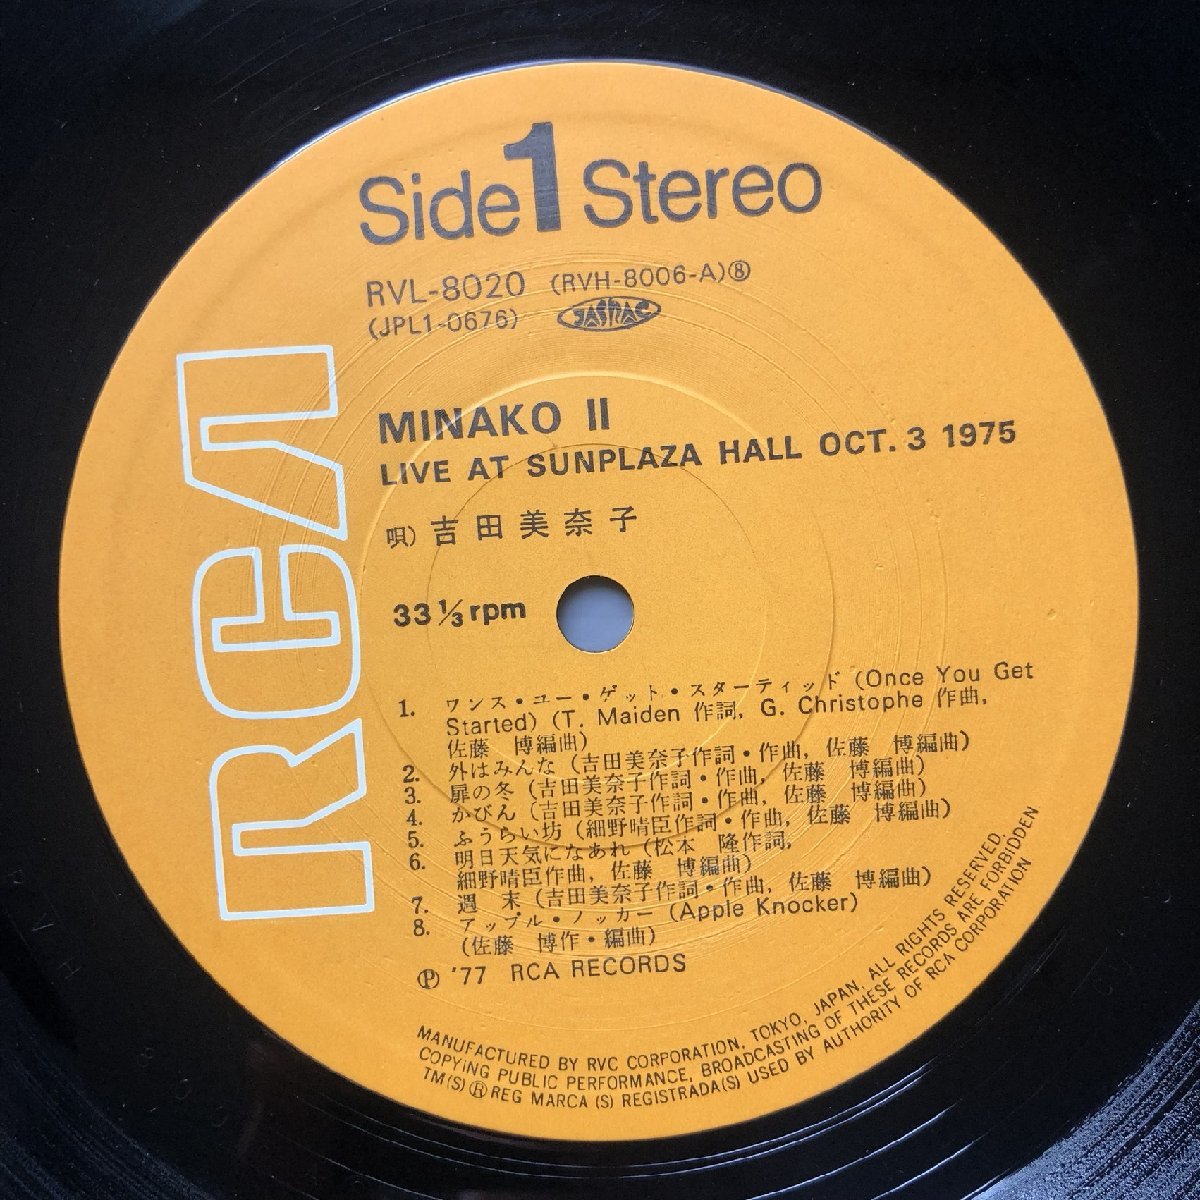 Side 1 Stereo
RVL-8020 (RVH-8006-A)⑧
(JPL1-0676) JASRAC
RCA
MINAKO II
LIVE AT SUNPLAZA HALL OCT. 3 1975
唄) 吉田美奈子
33 1/3 rpm
1. ワンス・ユー・ゲット・スターティッド (Once You Get
Started) (T. Maiden 作詞, G. Christophe 作曲,
佐藤 博編曲)
2. 外はみんな (吉田美奈子作詞・作曲, 佐藤 博編曲)
3. 扉の冬 (吉田美奈子作詞・作曲, 佐藤 博編曲)
4. かびん (吉田美奈子作詞・作曲, 佐藤 博編曲)
5. ふうらい坊 (細野晴臣作詞・作曲, 佐藤 博編曲)
6. 明日天気になあれ (松本 隆作詞,
細野晴臣作曲, 佐藤 博編曲)
7. 週 末 (吉田美奈子作詞・作曲, 佐藤 博編曲)
8. アップル・ノッカー (Apple Knocker)
(佐藤 博作・編曲)
Ⓟ '77 RCA RECORDS
MANUFACTURED BY RVC CORPORATION, TOKYO, JAPAN, ALL RIGHTS RESERVED.
COPYING PUBLIC PERFORMANCE, BROADCASTING OF THESE RECORDS ARE FORBIDDEN
TM(S) ® REG MARCA (S) REGISTRADA(S) USED BY AUTHORITY OF RCA CORPORATION